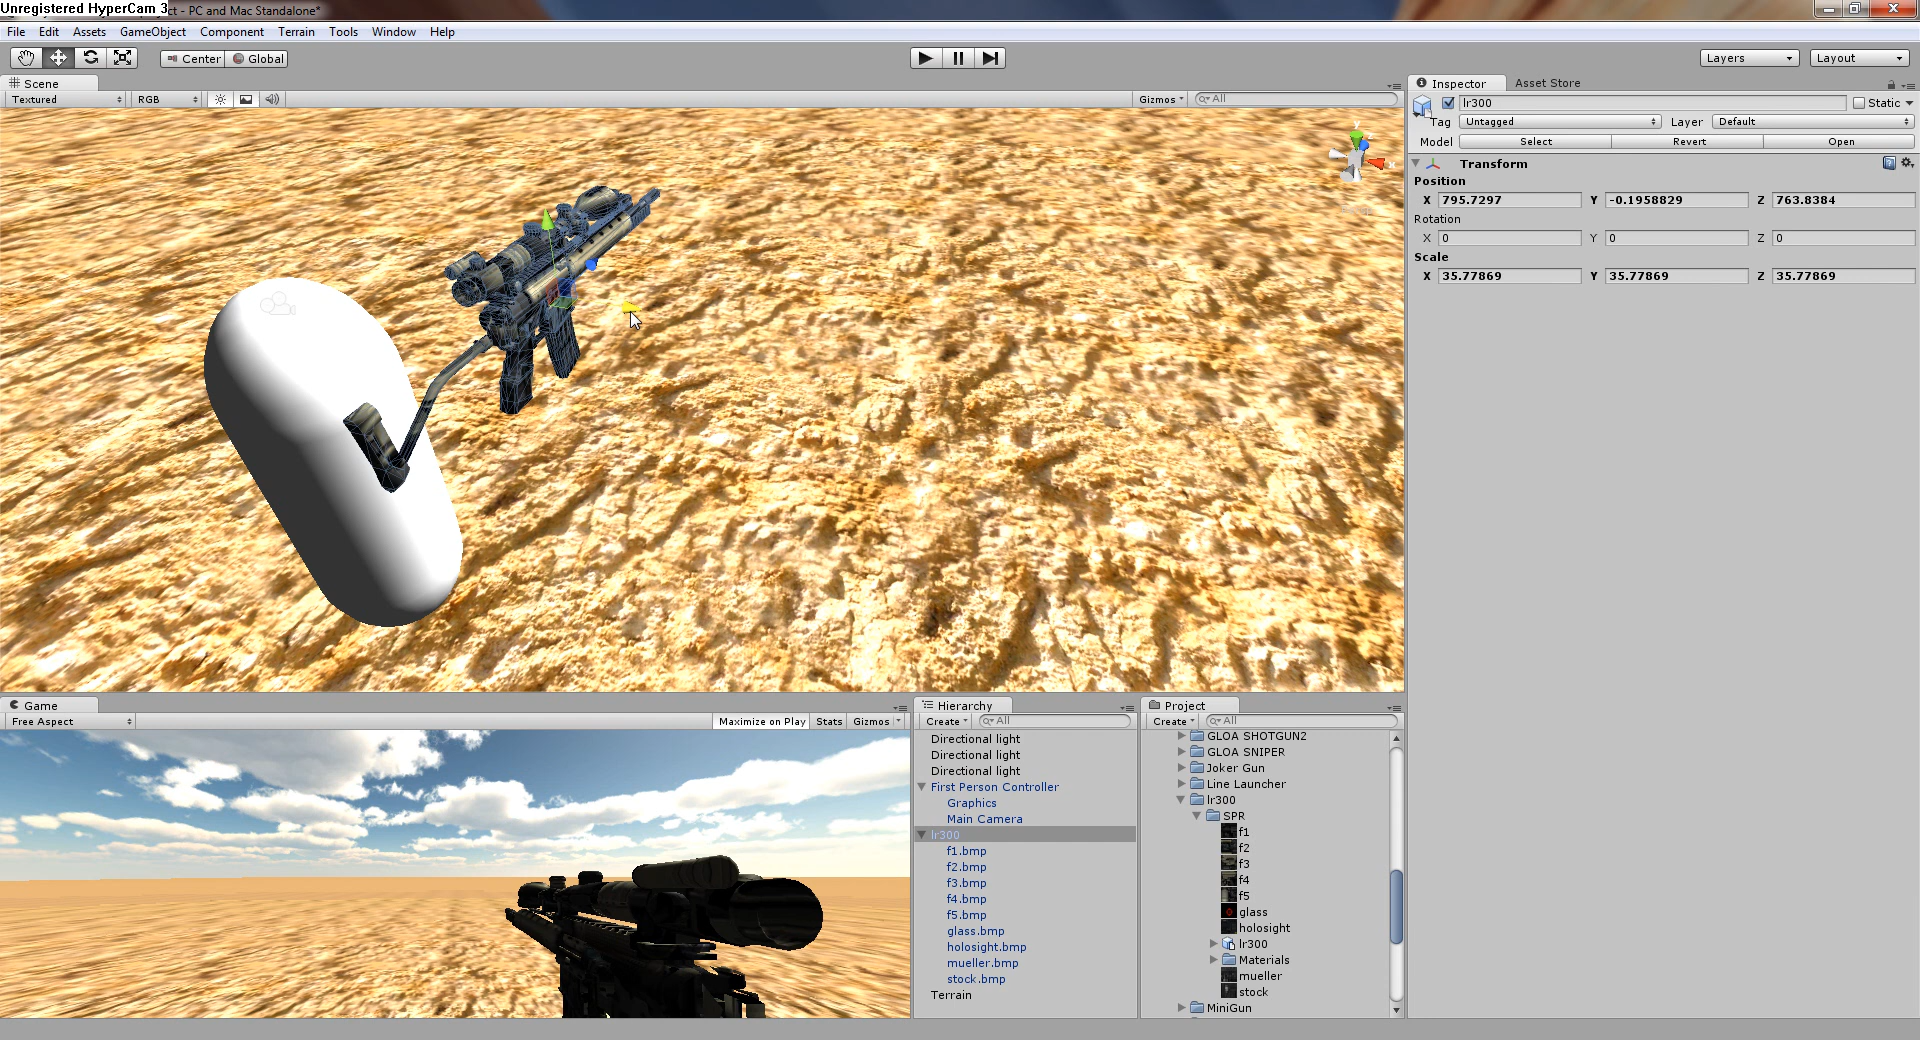 Unregistered HyperCam 3
ct - PC and Mac Standalone*
File Edit Assets GameObject Component Terrain Tools Window Help
Center Global Layers Layout
Scene
Textured RGB Gizmos All
Inspector Asset Store
lr300 Static
Tag Untagged Layer Default
Model Select Revert Open
Transform
Position
X 795.7297 Y -0.1958829 Z 763.8384
Rotation
X 0 Y 0 Z 0
Scale
X 35.77869 Y 35.77869 Z 35.77869
y
x
Game
Free Aspect Maximize on Play Stats Gizmos
Hierarchy
Create All
Directional light
Directional light
Directional light
First Person Controller
Graphics
Main Camera
lr300
f1.bmp
f2.bmp
f3.bmp
f4.bmp
f5.bmp
glass.bmp
holosight.bmp
mueller.bmp
stock.bmp
Terrain
Project
Create All
GLOA SHOTGUN2
GLOA SNIPER
Joker Gun
Line Launcher
lr300
SPR
f1
f2
f3
f4
f5
glass
holosight
lr300
Materials
mueller
stock
MiniGun